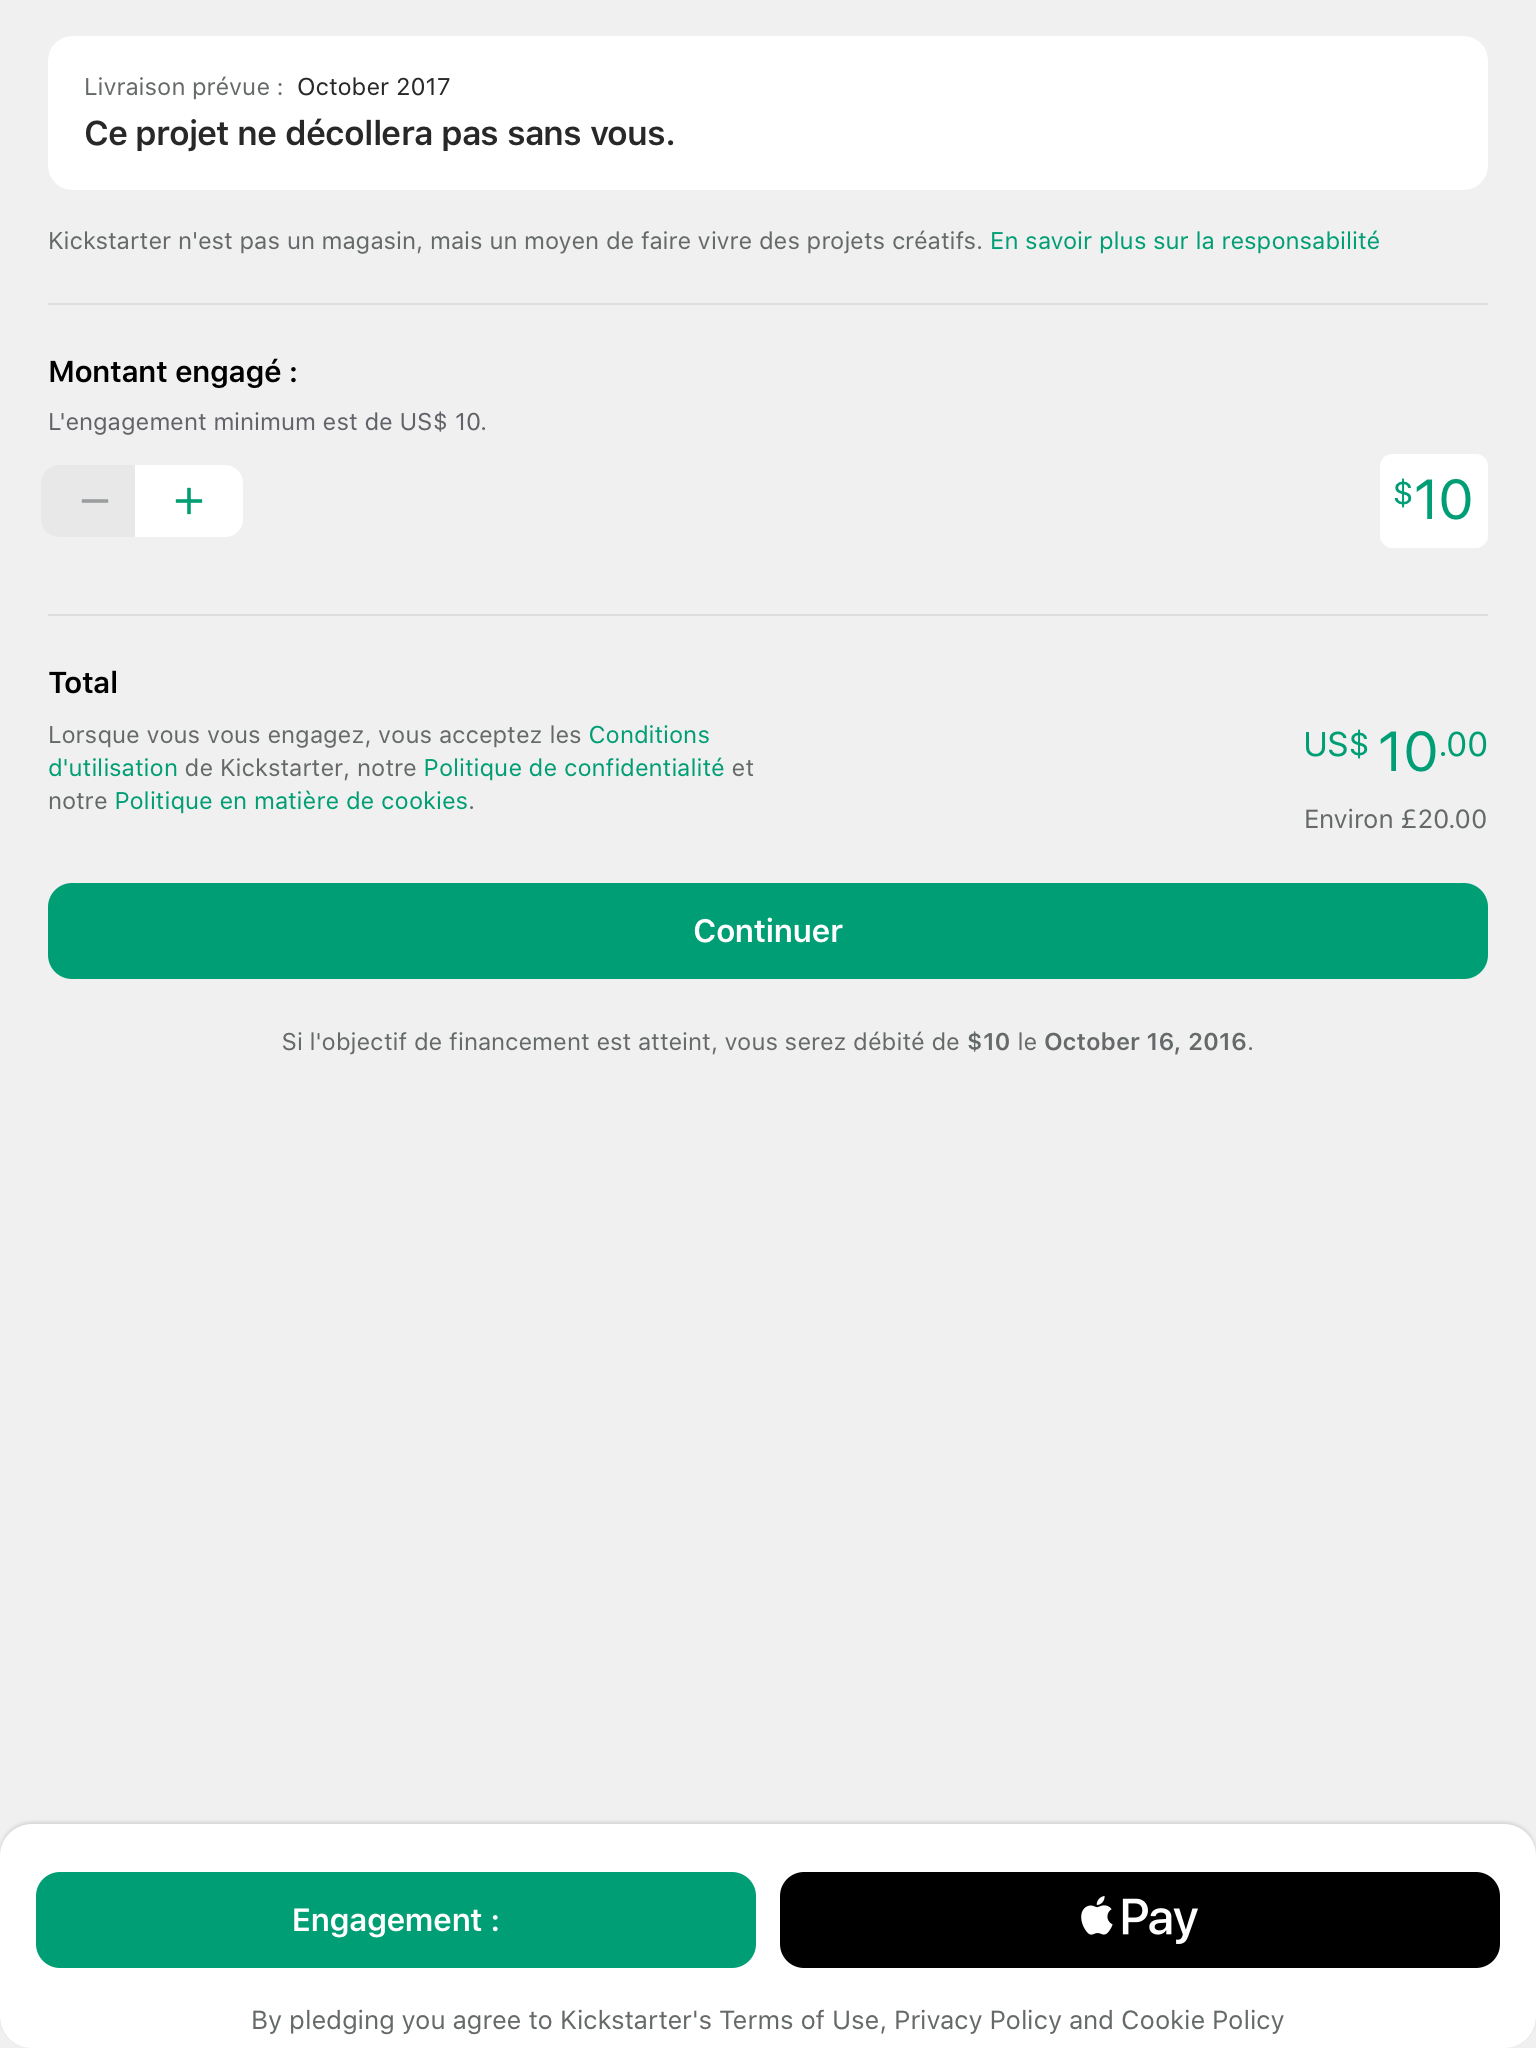 Livraison prévue : October 2017
Ce projet ne décollera pas sans vous.
Kickstarter n'est pas un magasin, mais un moyen de faire vivre des projets créatifs. En savoir plus sur la responsabilité
Montant engagé :
L'engagement minimum est de US$ 10.
$10
Total
Lorsque vous vous engagez, vous acceptez les Conditions
d'utilisation de Kickstarter, notre Politique de confidentialité et
notre Politique en matière de cookies.
US$ 10.00
Environ £20.00
Continuer
Si l'objectif de financement est atteint, vous serez débité de $10 le October 16, 2016.
Engagement :
Pay
By pledging you agree to Kickstarter's Terms of Use, Privacy Policy and Cookie Policy